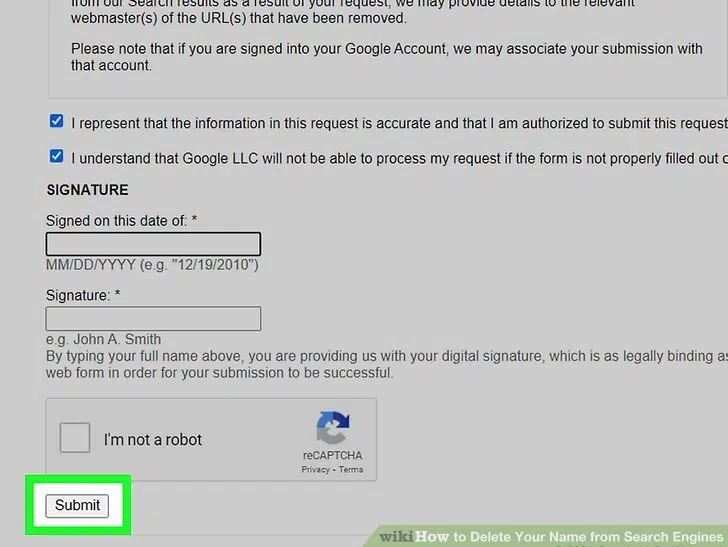 from our Search results as a result of your request, we may provide details to the relevant
webmaster(s) of the URL(s) that have been removed.
Please note that if you are signed into your Google Account, we may associate your submission with
that account.
I represent that the information in this request is accurate and that I am authorized to submit this request
I understand that Google LLC will not be able to process my request if the form is not properly filled out
SIGNATURE
Signed on this date of: *
MM/DD/YYYY (e.g. "12/19/2010")
Signature: *
e.g. John A. Smith
By typing your full name above, you are providing us with your digital signature, which is as legally binding as
web form in order for your submission to be successful.
I'm not a robot
reCAPTCHA
Privacy - Terms
Submit
wikiHow to Delete Your Name from Search Engines